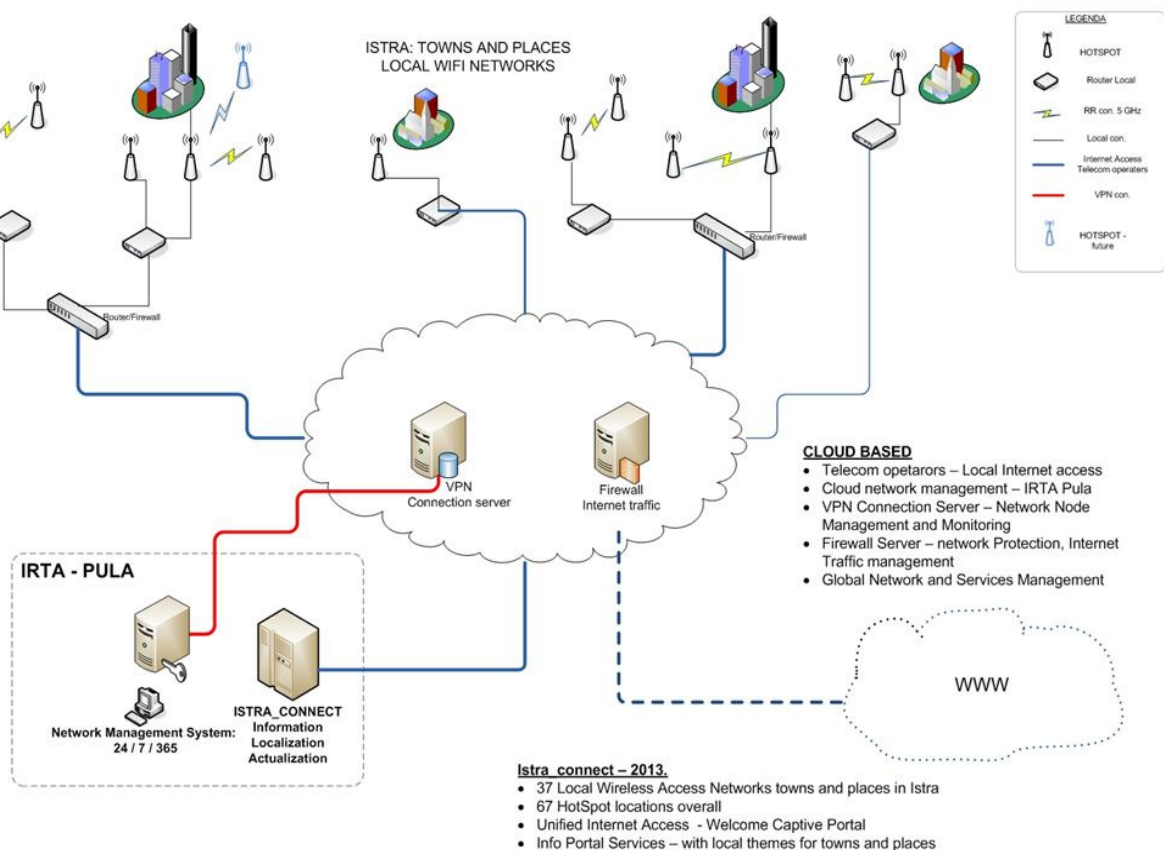 ISTRA: TOWNS AND PLACES
LOCAL WIFI NETWORKS
LEGENDA
HOTSPOT
Router Local
RR con. 5 GHz
Local con.
Internet Access
Telecom operaters
VPN con.
HOTSPOT -
future
Router/Firewall
Router/Firewall
VPN
Connection server
Firewall
Internet traffic
CLOUD BASED
• Telecom opetarors – Local Internet access
• Cloud network management – IRTA Pula
• VPN Connection Server – Network Node
Management and Monitoring
• Firewall Server – network Protection, Internet
Traffic management
• Global Network and Services Management
IRTA - PULA
Network Management System:
24 / 7 / 365
ISTRA_CONNECT
Information
Localization
Actualization
WWW
Istra_connect – 2013.
• 37 Local Wireless Access Networks towns and places in Istra
• 67 HotSpot locations overall
• Unified Internet Access - Welcome Captive Portal
• Info Portal Services – with local themes for towns and places